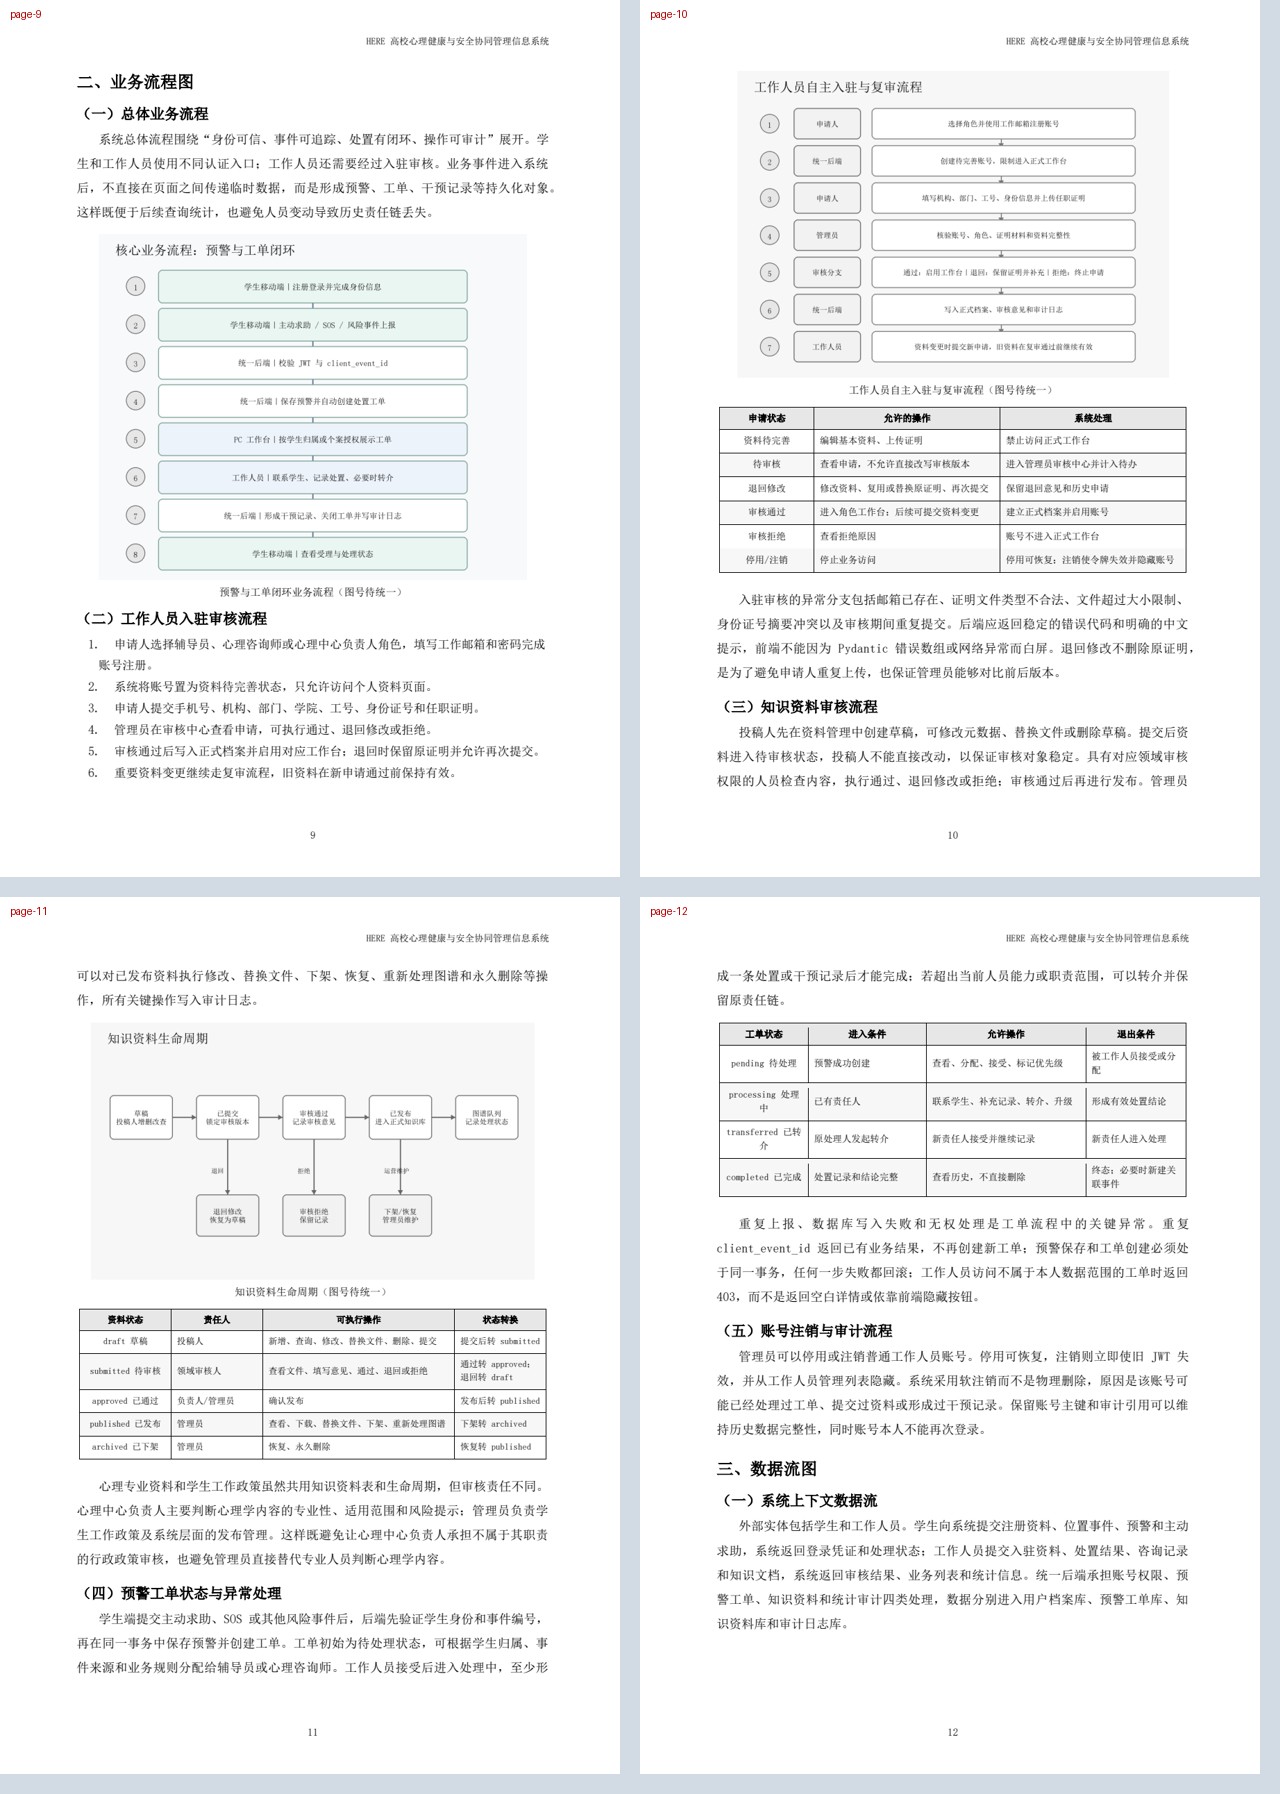 page-9
HERE 高校心理健康与安全协同管理信息系统
二、业务流程图
（一）总体业务流程
系统总体流程围绕“身份可信、事件可追踪、处置有闭环、操作可审计”展开。学
生和工作人员使用不同认证入口；工作人员还需要经过入驻审核。业务事件进入系统
后，不直接在页面之间传递临时数据，而是形成预警、工单、干预记录等持久化对象。
这样既便于后续查询统计，也避免人员变动导致历史责任链丢失。
核心业务流程：预警与工单闭环
1 学生移动端｜注册登录并完成身份信息
2 学生移动端｜主动求助 / SOS / 风险事件上报
3 统一后端｜校验 JWT 与 client_event_id
4 统一后端｜保存预警并自动创建处置工单
5 PC 工作台｜按学生归属或个案授权展示工单
6 工作人员｜联系学生、记录处置、必要时转介
7 统一后端｜形成干预记录、关闭工单并写审计日志
8 学生移动端｜查看受理与处理状态
预警与工单闭环业务流程（图号待统一）
（二）工作人员入驻审核流程
1. 申请人选择辅导员、心理咨询师或心理中心负责人角色，填写工作邮箱和密码完成
账号注册。
2. 系统将账号置为资料待完善状态，只允许访问个人资料页面。
3. 申请人提交手机号、机构、部门、学院、工号、身份证号和任职证明。
4. 管理员在审核中心查看申请，可执行通过、退回修改或拒绝。
5. 审核通过后写入正式档案并启用对应工作台；退回时保留原证明并允许再次提交。
6. 重要资料变更继续走复审流程，旧资料在新申请通过前保持有效。
9
page-10
HERE 高校心理健康与安全协同管理信息系统
工作人员自主入驻与复审流程
1 申请人 选择角色并使用工作邮箱注册账号
2 统一后端 创建待完善账号，限制进入正式工作台
3 申请人 填写机构、部门、工号、身份信息并上传任职证明
4 管理员 核验账号、角色、证明材料和资料完整性
5 审核分支 通过：启用工作台｜退回：保留证明并补充｜拒绝：终止申请
6 统一后端 写入正式档案、审核意见和审计日志
7 工作人员 资料变更时提交新申请，旧资料在复审通过前继续有效
工作人员自主入驻与复审流程（图号待统一）
申请状态 允许的操作 系统处理
资料待完善 编辑基本资料、上传证明 禁止访问正式工作台
待审核 查看申请，不允许直接改写审核版本 进入管理员审核中心并计入待办
退回修改 修改资料、复用或替换原证明、再次提交 保留退回意见和历史申请
审核通过 进入角色工作台；后续可提交资料变更 建立正式档案并启用账号
审核拒绝 查看拒绝原因 账号不进入正式工作台
停用/注销 停止业务访问 停用可恢复；注销使令牌失效并隐藏账号
入驻审核的异常分支包括邮箱已存在、证明文件类型不合法、文件超过大小限制、
身份证号摘要冲突以及审核期间重复提交。后端应返回稳定的错误代码和明确的中文
提示，前端不能因为 Pydantic 错误数组或网络异常而白屏。退回修改不删除原证明，
是为了避免申请人重复上传，也保证管理员能够对比前后版本。
（三）知识资料审核流程
投稿人先在资料管理中创建草稿，可修改元数据、替换文件或删除草稿。提交后资
料进入待审核状态，投稿人不能直接改动，以保证审核对象稳定。具有对应领域审核
权限的人员检查内容，执行通过、退回修改或拒绝；审核通过后再进行发布。管理员
10
page-11
HERE 高校心理健康与安全协同管理信息系统
可以对已发布资料执行修改、替换文件、下架、恢复、重新处理图谱和永久删除等操
作，所有关键操作写入审计日志。
知识资料生命周期
草稿
投稿人增删改查
已提交
锁定审核版本
审核通过
记录审核意见
已发布
进入正式知识库
图谱队列
记录处理状态
退回
拒绝
运营维护
退回修改
恢复为草稿
审核拒绝
保留记录
下架/恢复
管理员维护
知识资料生命周期（图号待统一）
资料状态 责任人 可执行操作 状态转换
draft 草稿 投稿人 新增、查询、修改、替换文件、删除、提交 提交后转 submitted
submitted 待审核 领域审核人 查看文件、填写意见、通过、退回或拒绝 通过转 approved；
退回转 draft
approved 已通过 负责人/管理员 确认发布 发布后转 published
published 已发布 管理员 查看、下载、替换文件、下架、重新处理图谱 下架转 archived
archived 已下架 管理员 恢复、永久删除 恢复转 published
心理专业资料和学生工作政策虽然共用知识资料表和生命周期，但审核责任不同。
心理中心负责人主要判断心理学内容的专业性、适用范围和风险提示；管理员负责学
生工作政策及系统层面的发布管理。这样既避免让心理中心负责人承担不属于其职责
的行政政策审核，也避免管理员直接替代专业人员判断心理学内容。
（四）预警工单状态与异常处理
学生端提交主动求助、SOS 或其他风险事件后，后端先验证学生身份和事件编号，
再在同一事务中保存预警并创建工单。工单初始为待处理状态，可根据学生归属、事
件来源和业务规则分配给辅导员或心理咨询师。工作人员接受后进入处理中，至少形
11
page-12
HERE 高校心理健康与安全协同管理信息系统
成一条处置或干预记录后才能完成；若超出当前人员能力或职责范围，可以转介并保
留原责任链。
工单状态 进入条件 允许操作 退出条件
pending 待处理 预警成功创建 查看、分配、接受、标记优先级 被工作人员接受或分
配
processing 处理
中 已有责任人 联系学生、补充记录、转介、升级 形成有效处置结论
transferred 已转
介 原处理人发起转介 新责任人接受并继续记录 新责任人进入处理
completed 已完成 处置记录和结论完整 查看历史，不直接删除 终态；必要时新建关
联事件
重复上报、数据库写入失败和无权处理是工单流程中的关键异常。重复
client_event_id 返回已有业务结果，不再创建新工单；预警保存和工单创建必须处
于同一事务，任何一步失败都回滚；工作人员访问不属于本人数据范围的工单时返回
403，而不是返回空白详情或依靠前端隐藏按钮。
（五）账号注销与审计流程
管理员可以停用或注销普通工作人员账号。停用可恢复，注销则立即使旧 JWT 失
效，并从工作人员管理列表隐藏。系统采用软注销而不是物理删除，原因是该账号可
能已经处理过工单、提交过资料或形成过干预记录。保留账号主键和审计引用可以维
持历史数据完整性，同时账号本人不能再次登录。
三、数据流图
（一）系统上下文数据流
外部实体包括学生和工作人员。学生向系统提交注册资料、位置事件、预警和主动
求助，系统返回登录凭证和处理状态；工作人员提交入驻资料、处置结果、咨询记录
和知识文档，系统返回审核结果、业务列表和统计信息。统一后端承担账号权限、预
警工单、知识资料和统计审计四类处理，数据分别进入用户档案库、预警工单库、知
识资料库和审计日志库。
12